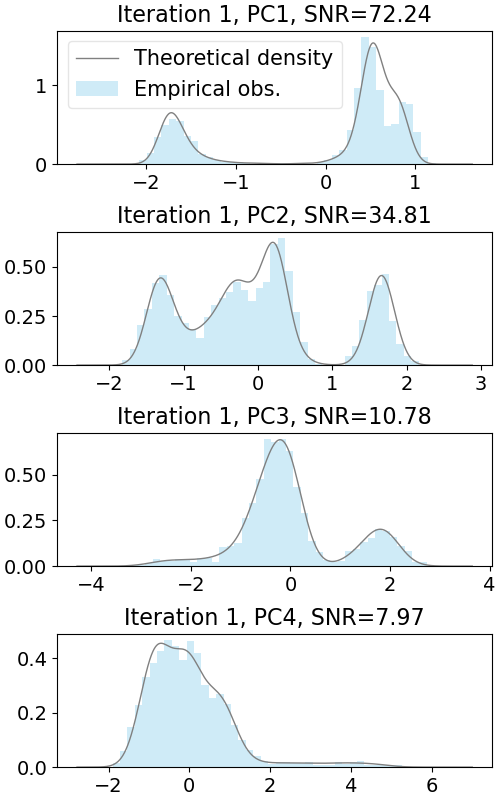 Iteration 1, PC1, SNR=72.24
Theoretical density
Empirical obs.
1
0
−2 −1 0 1
Iteration 1, PC2, SNR=34.81
0.50
0.25
0.00
−2 −1 0 1 2 3
Iteration 1, PC3, SNR=10.78
0.50
0.25
0.00
−4 −2 0 2 4
Iteration 1, PC4, SNR=7.97
0.4
0.2
0.0
−2 0 2 4 6